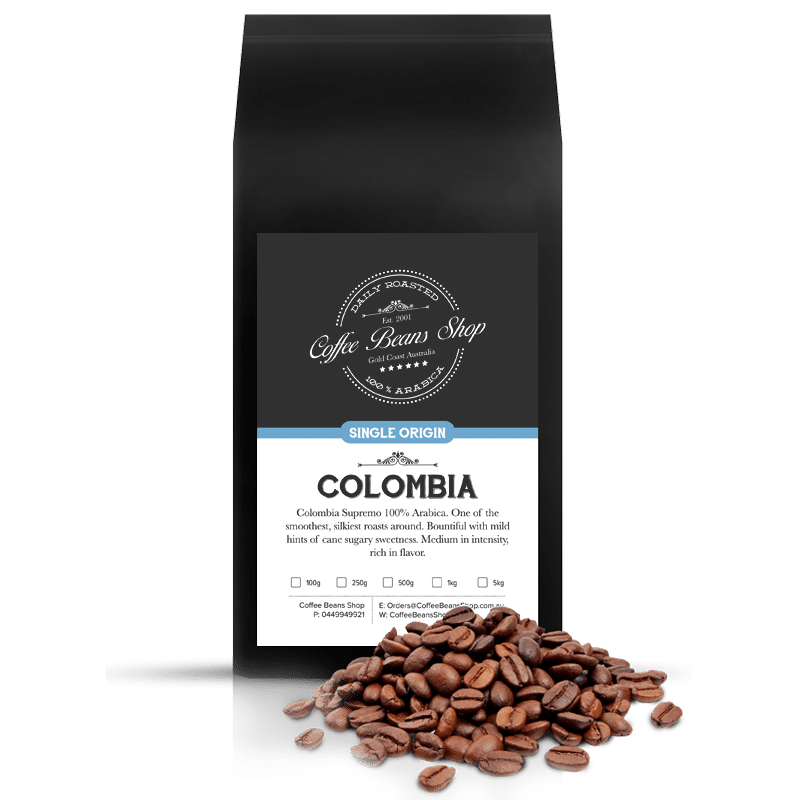 DAILY ROASTED
Est. 2001
Coffee Beans Shop
Gold Coast Australia
100% ARABICA
SINGLE ORIGIN
COLOMBIA
Colombia Supremo 100% Arabica. One of the
smoothest, silkiest roasts around. Bountiful with mild
hints of cane sugary sweetness. Medium in intensity,
rich in flavor.
100g 250g 500g 1kg 5kg
Coffee Beans Shop E: Orders@CoffeeBeansShop.com.au
P: 0449949921 W: CoffeeBeansShop